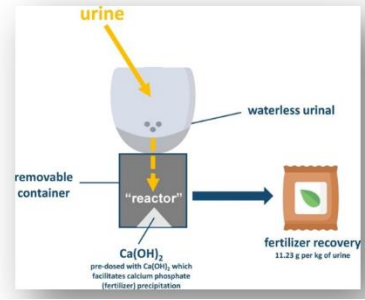 urine
waterless urinal
removable
container
"reactor"
Ca(OH)2
pre-dosed with Ca(OH)2 which
facilitates calcium phosphate
(fertilizer) precipitation
fertilizer recovery
11.23 g per kg of urine